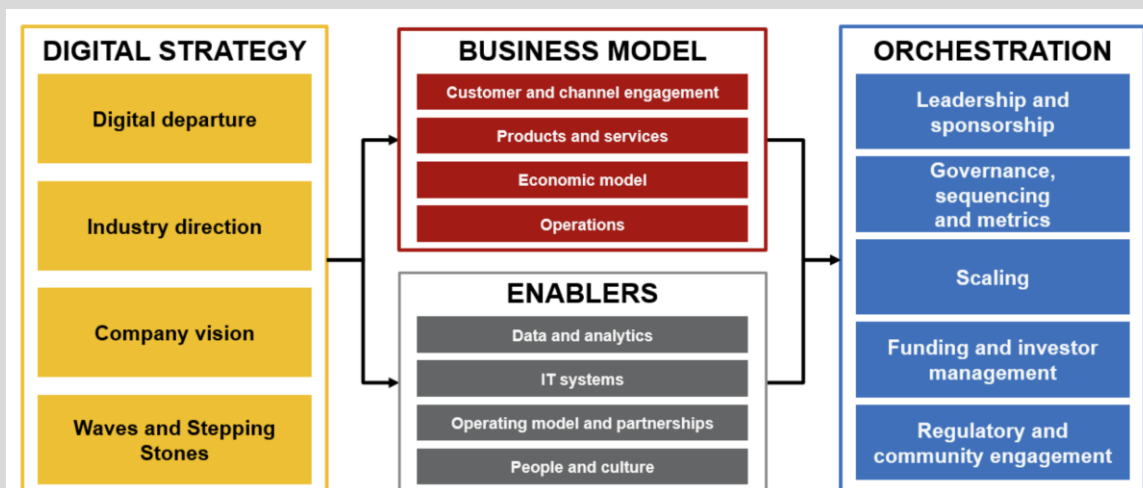 DIGITAL STRATEGY
Digital departure
Industry direction
Company vision
Waves and Stepping
Stones
BUSINESS MODEL
Customer and channel engagement
Products and services
Economic model
Operations
ENABLERS
Data and analytics
IT systems
Operating model and partnerships
People and culture
ORCHESTRATION
Leadership and
sponsorship
Governance,
sequencing
and metrics
Scaling
Funding and investor
management
Regulatory and
community engagement